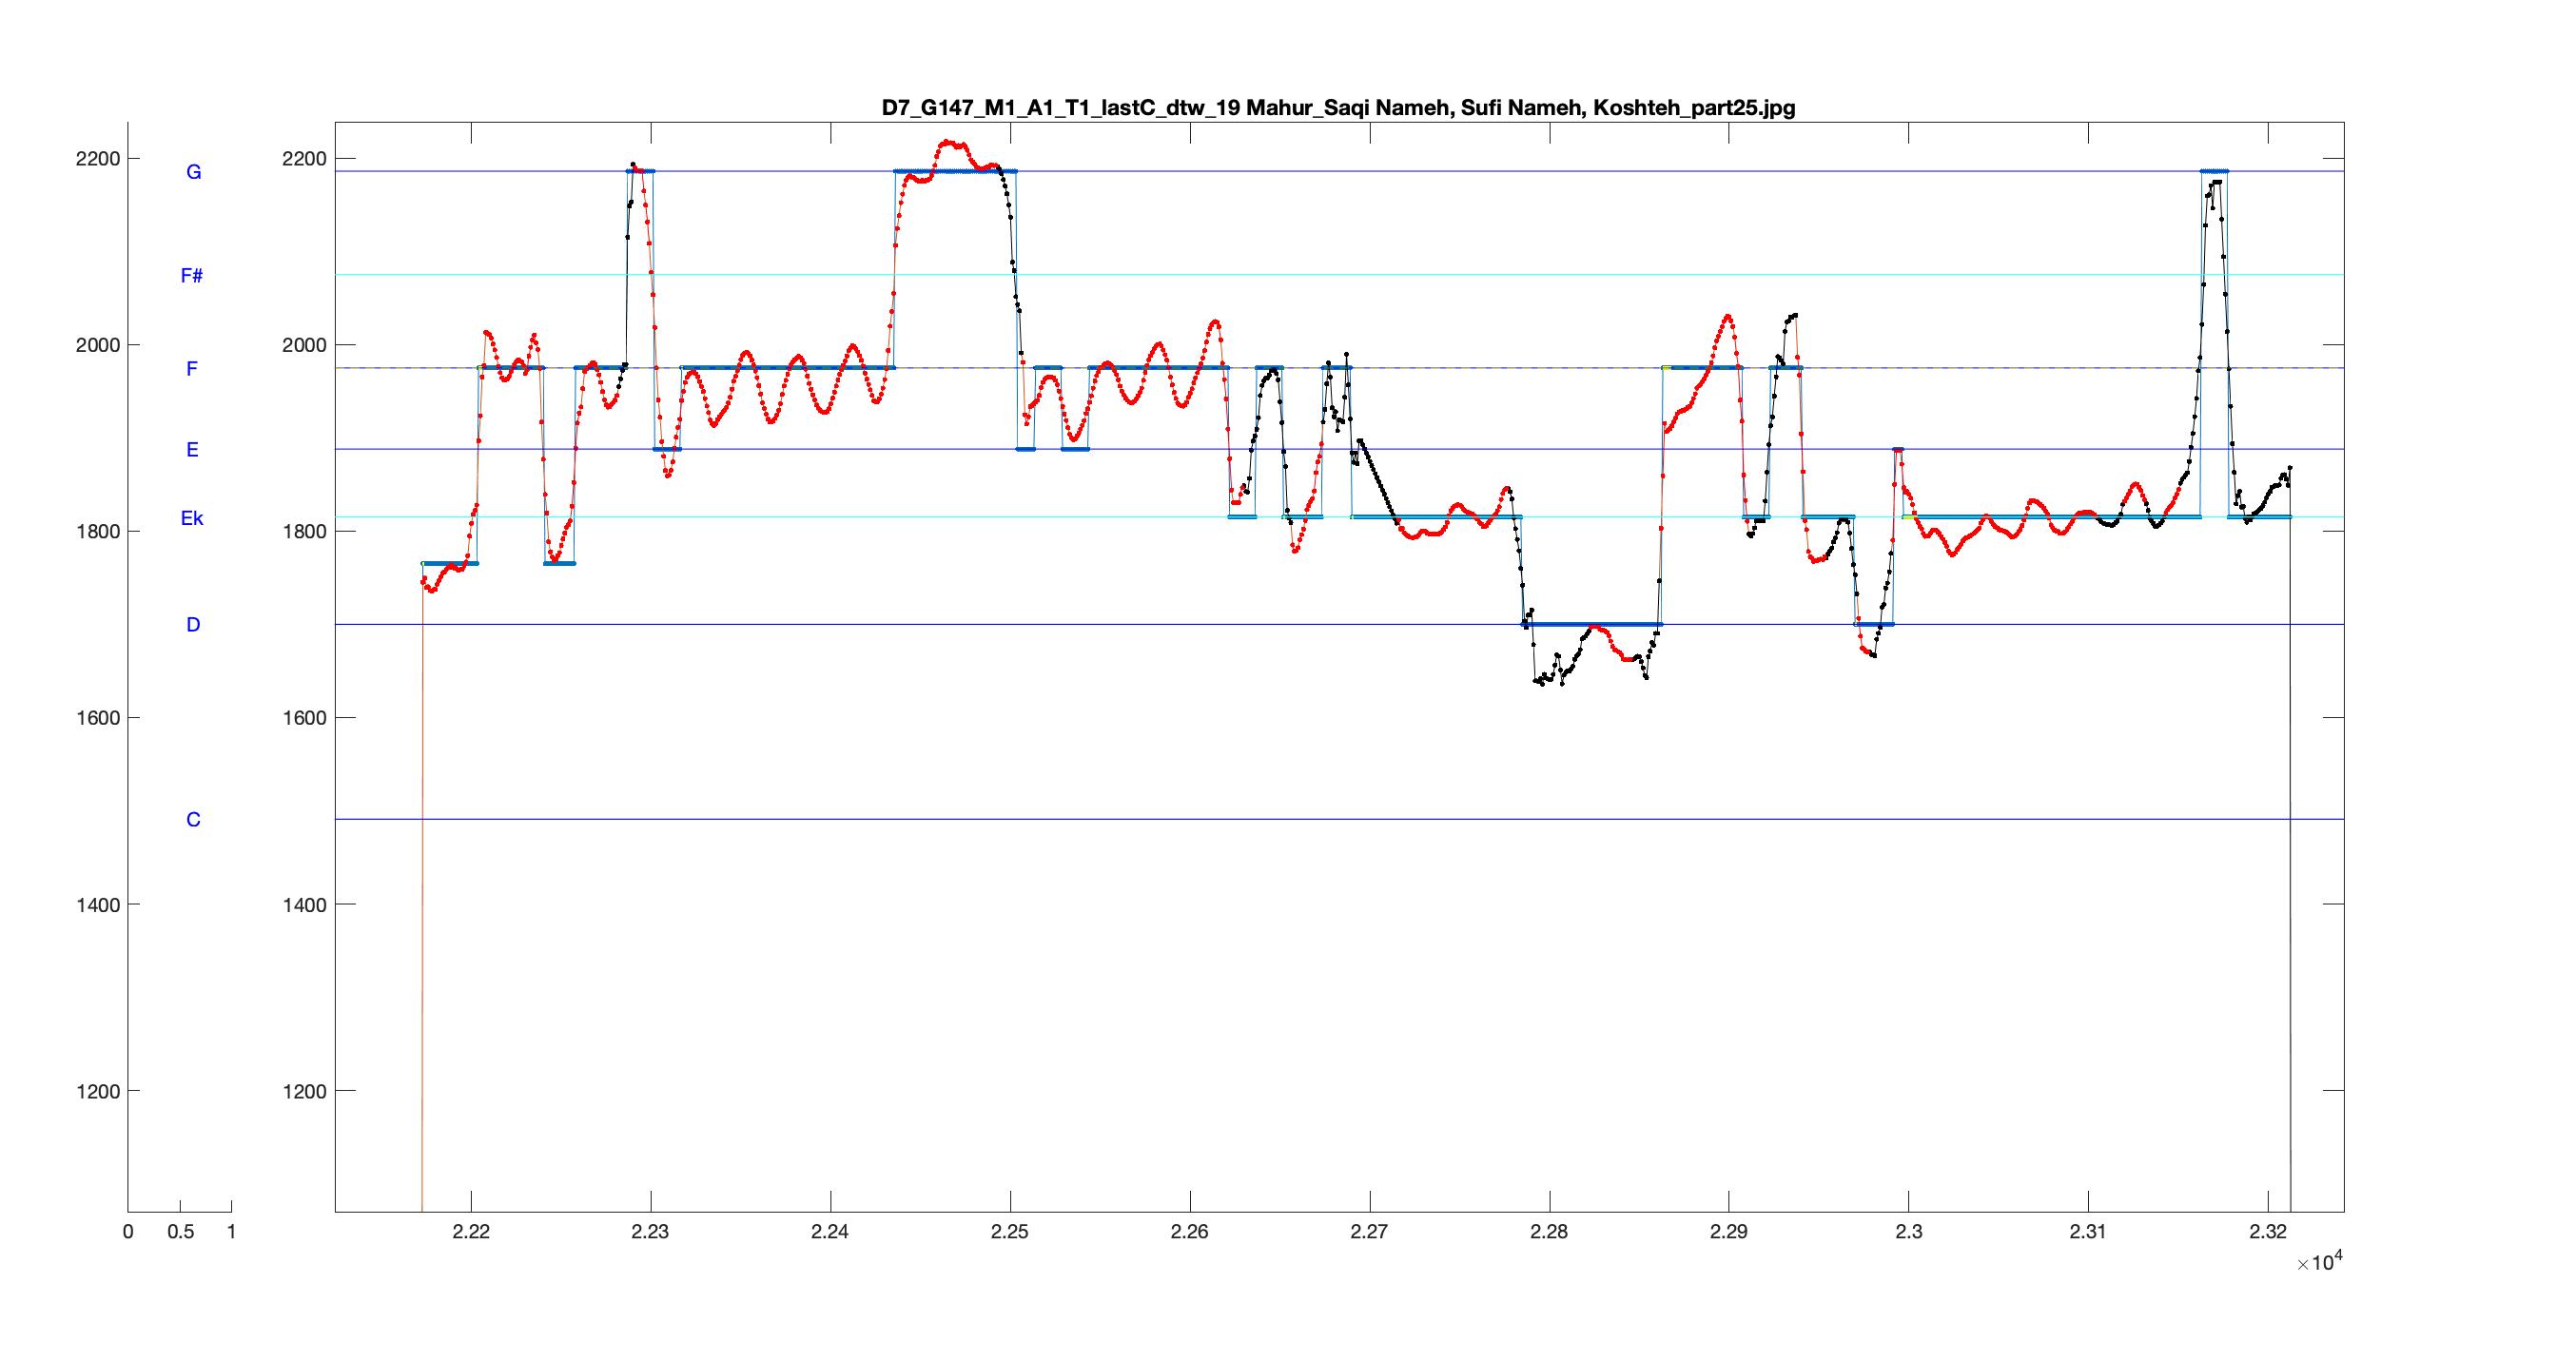 D7_G147_M1_A1_T1_lastC_dtw_19 Mahur_Saqi Nameh, Sufi Nameh, Koshteh_part25.jpg
2200 G 2200
F#
2000 2000
F
E
Ek
1800 1800
D
1600 1600
C
1400 1400
1200 1200
0 0.5 1 2.22 2.23 2.24 2.25 2.26 2.27 2.28 2.29 2.3 2.31 2.32
×10⁴